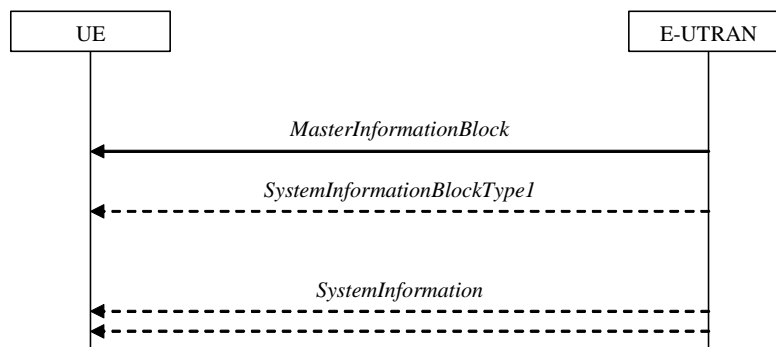 UE
E-UTRAN
MasterInformationBlock
SystemInformationBlockType1
SystemInformation